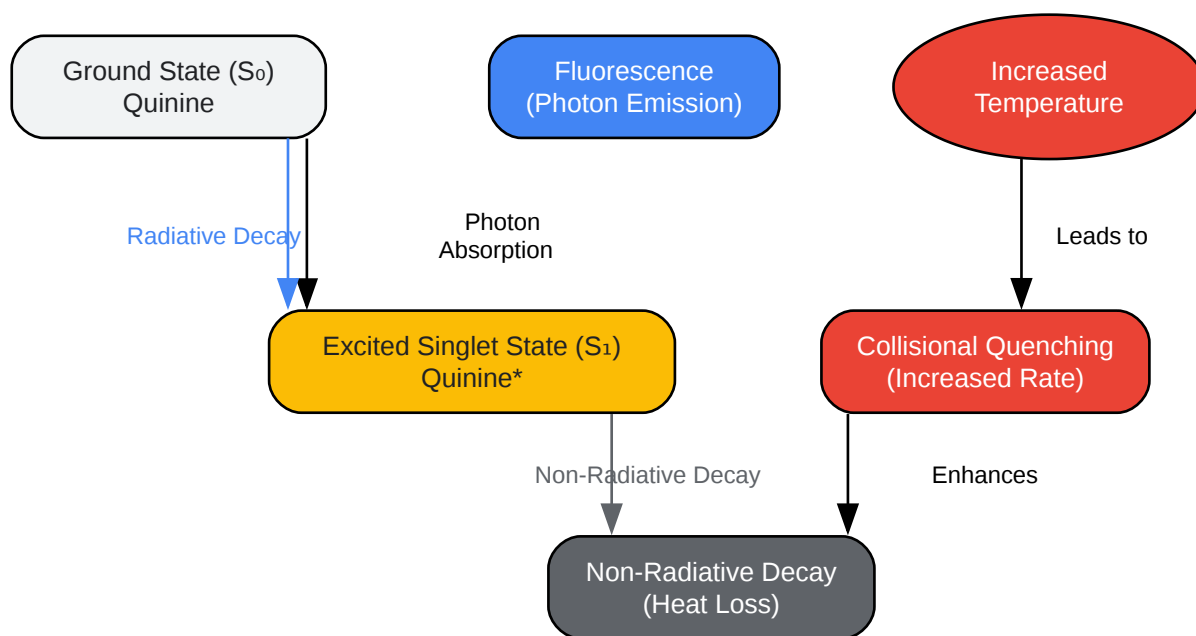 Ground State (S₀)
Quinine
Fluorescence
(Photon Emission)
Increased
Temperature
Radiative Decay
Photon
Absorption
Leads to
Excited Singlet State (S₁)
Quinine*
Collisional Quenching
(Increased Rate)
Non-Radiative Decay
Enhances
Non-Radiative Decay
(Heat Loss)